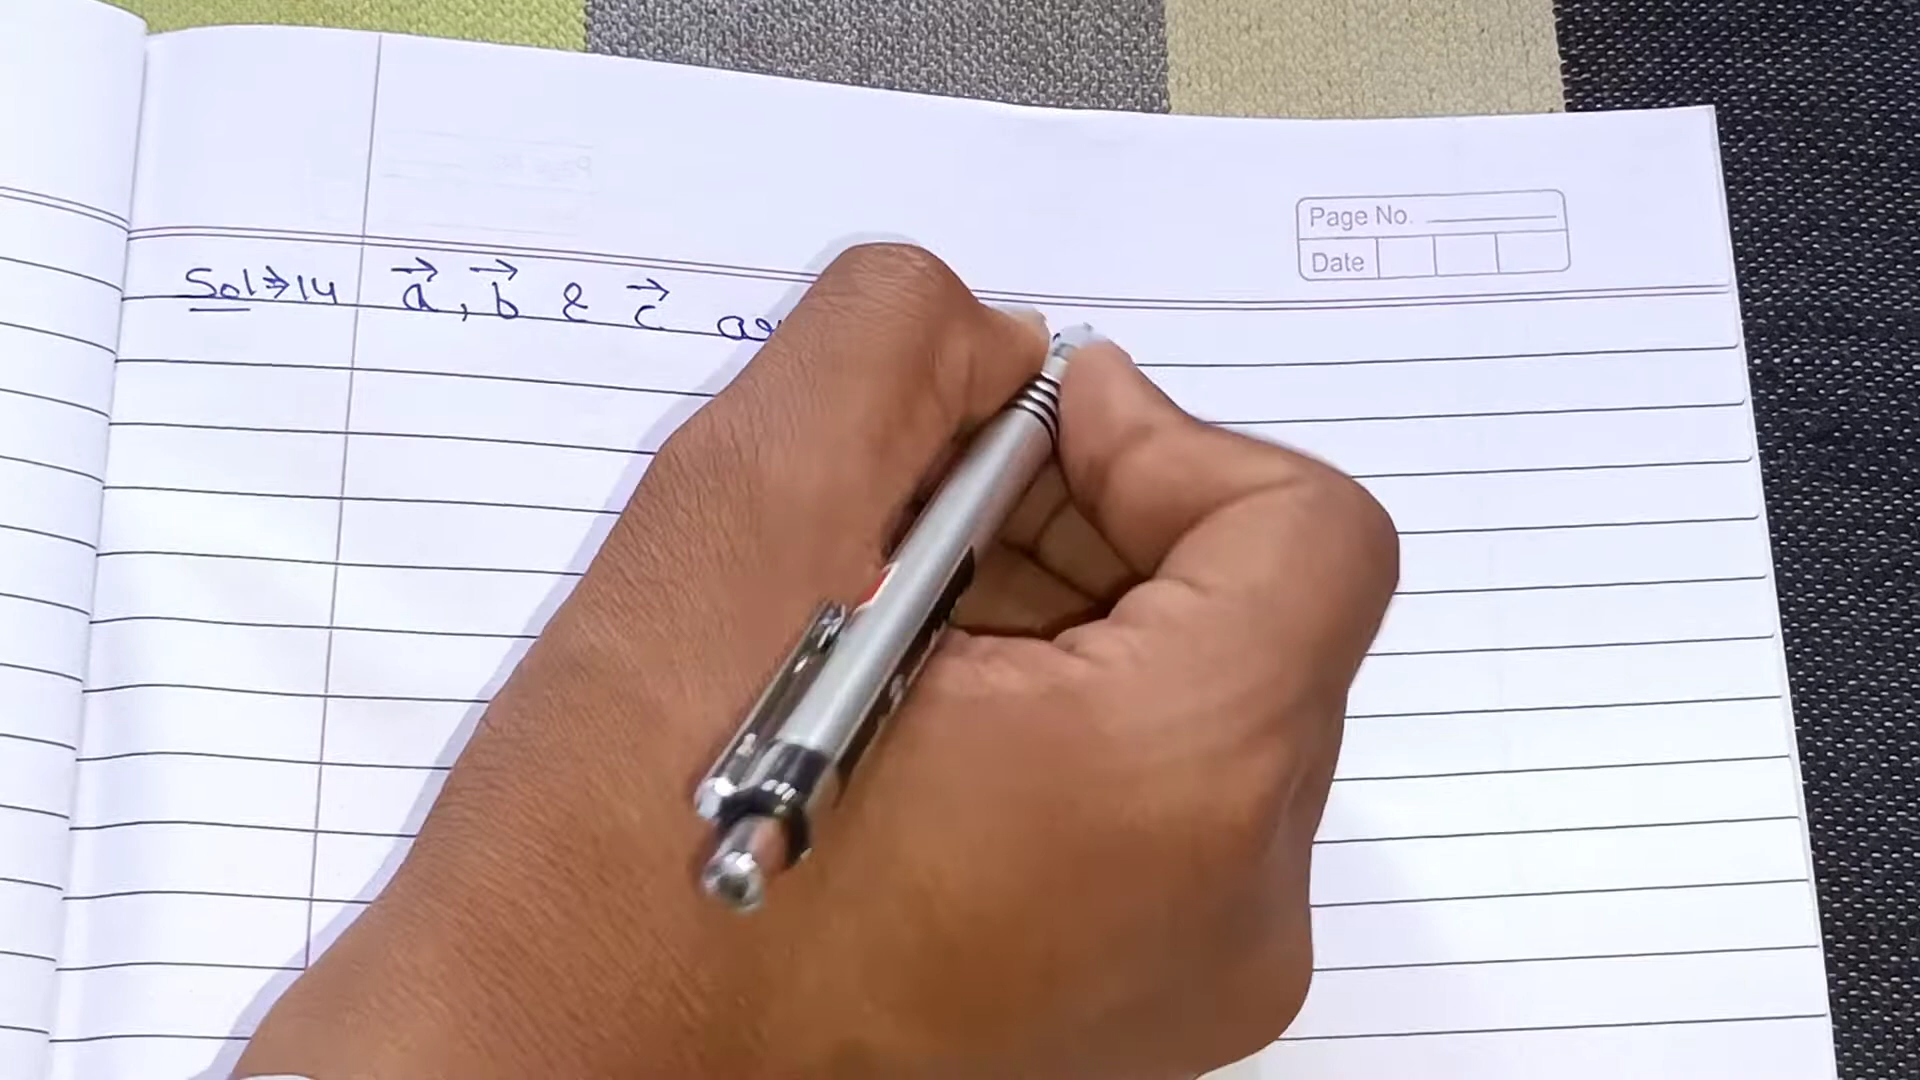 Page No.
Date
Sol⇒14 a⃗, b⃗ & c⃗